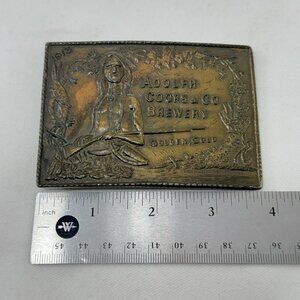 ADOLPH
COORS & CO
BREWERY
GOLDEN, COLO
inch 1 2 3 4
W
45 44 43 42 41 40 39 38 37 36 35